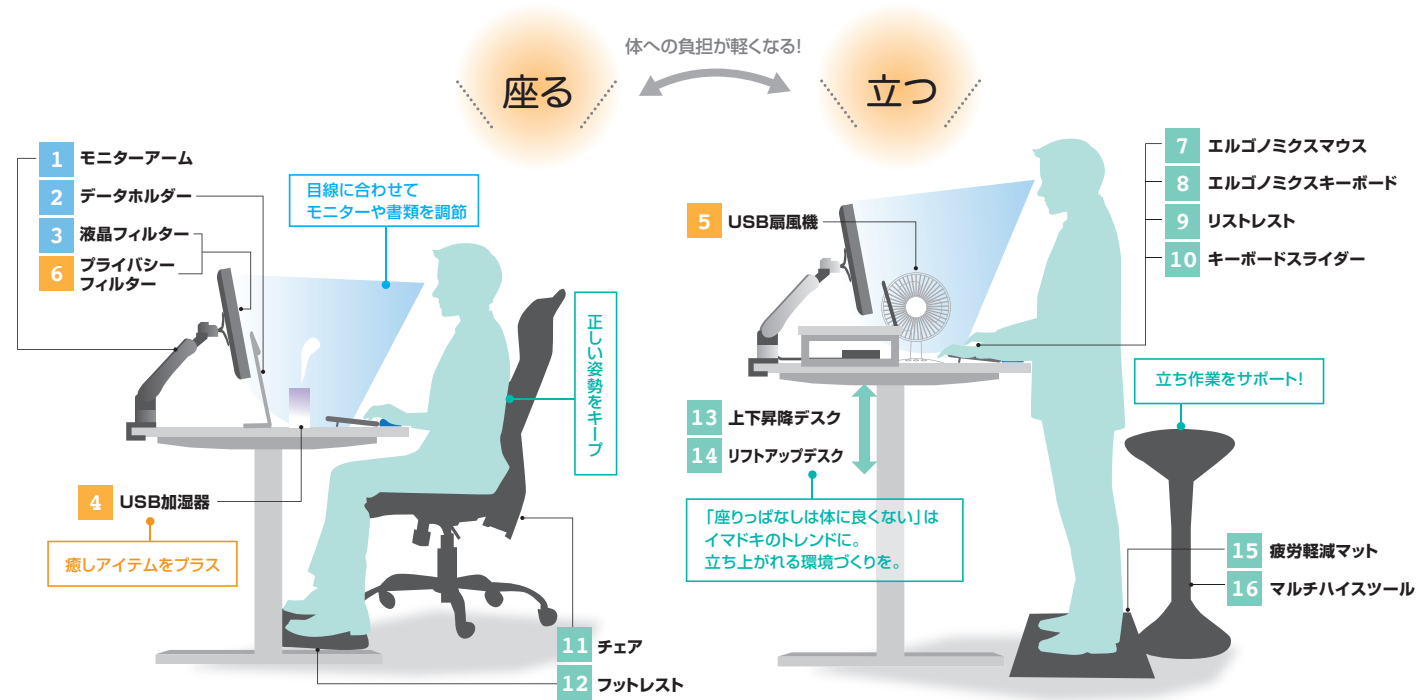 体への負担が軽くなる!
座る
立つ
1 モニターアーム
2 データホルダー
3 液晶フィルター
6 プライバシー
フィルター
目線に合わせて
モニターや書類を調節
正しい姿勢をキープ
4 USB加湿器
癒しアイテムをプラス
11 チェア
12 フットレスト
5 USB扇風機
7 エルゴノミクスマウス
8 エルゴノミクスキーボード
9 リストレスト
10 キーボードスライダー
立ち作業をサポート!
13 上下昇降デスク
14 リフトアップデスク
「座りっぱなしは体に良くない」は
イマドキのトレンドに。
立ち上がれる環境づくりを。
15 疲労軽減マット
16 マルチハイスツール